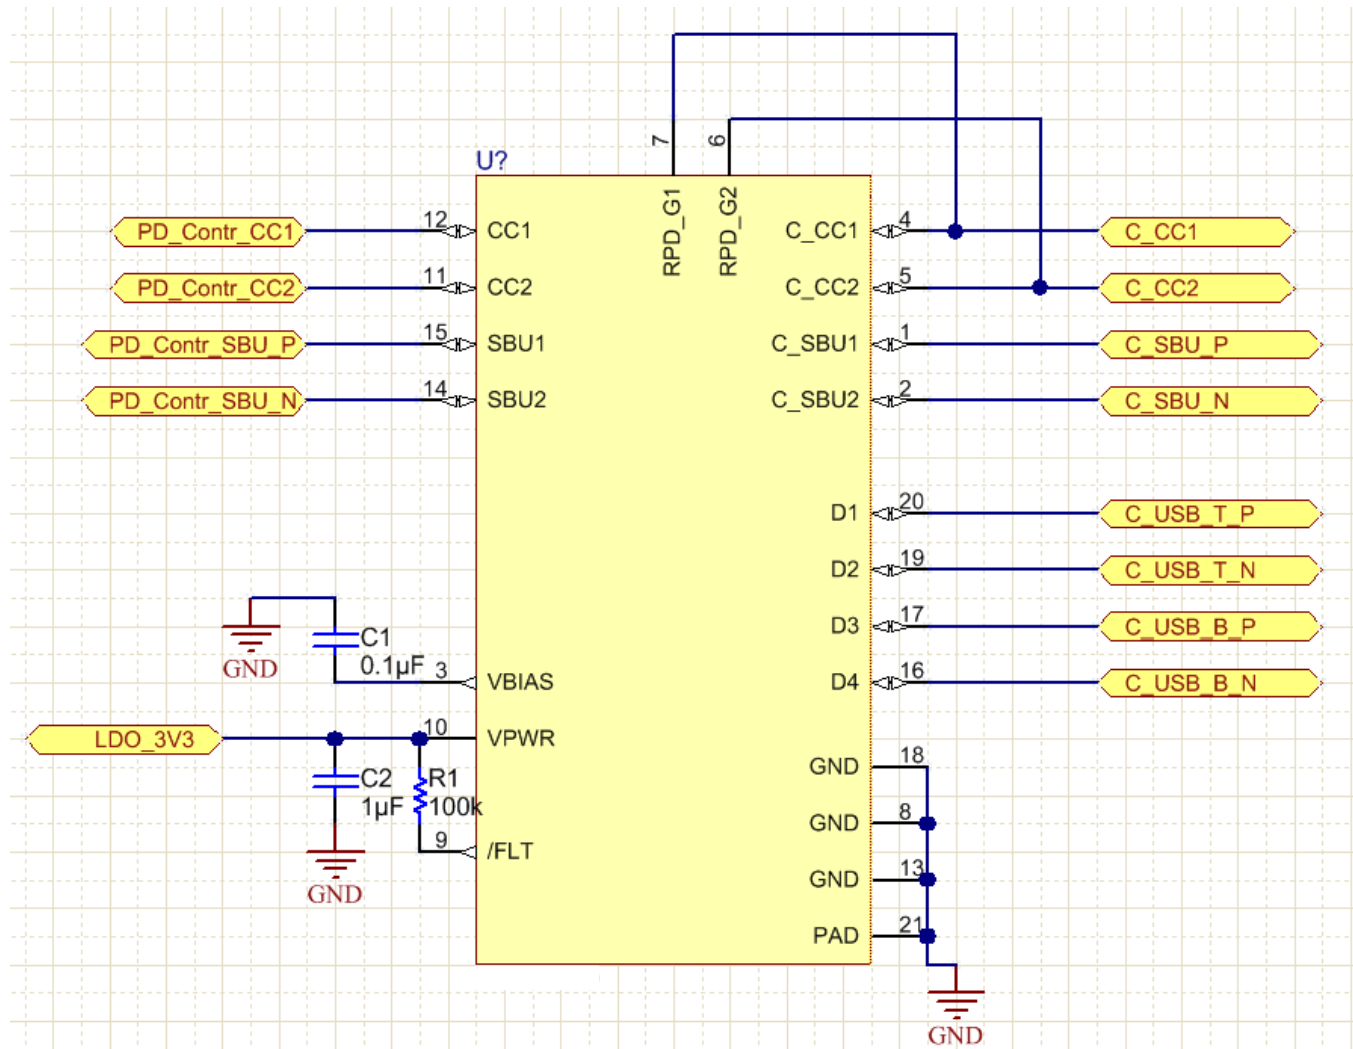 7
6
U?
RPD_G1
RPD_G2
PD_Contr_CC1
12
CC1
C_CC1
4
C_CC1
PD_Contr_CC2
11
CC2
C_CC2
5
C_CC2
PD_Contr_SBU_P
15
SBU1
C_SBU1
1
C_SBU_P
PD_Contr_SBU_N
14
SBU2
C_SBU2
2
C_SBU_N
D1
20
C_USB_T_P
D2
19
C_USB_T_N
D3
17
C_USB_B_P
GND
C1
0.1µF
3
VBIAS
D4
16
C_USB_B_N
LDO_3V3
10
VPWR
GND
18
C2
1µF
R1
100k
GND
8
9
/FLT
GND
GND
13
PAD
21
GND